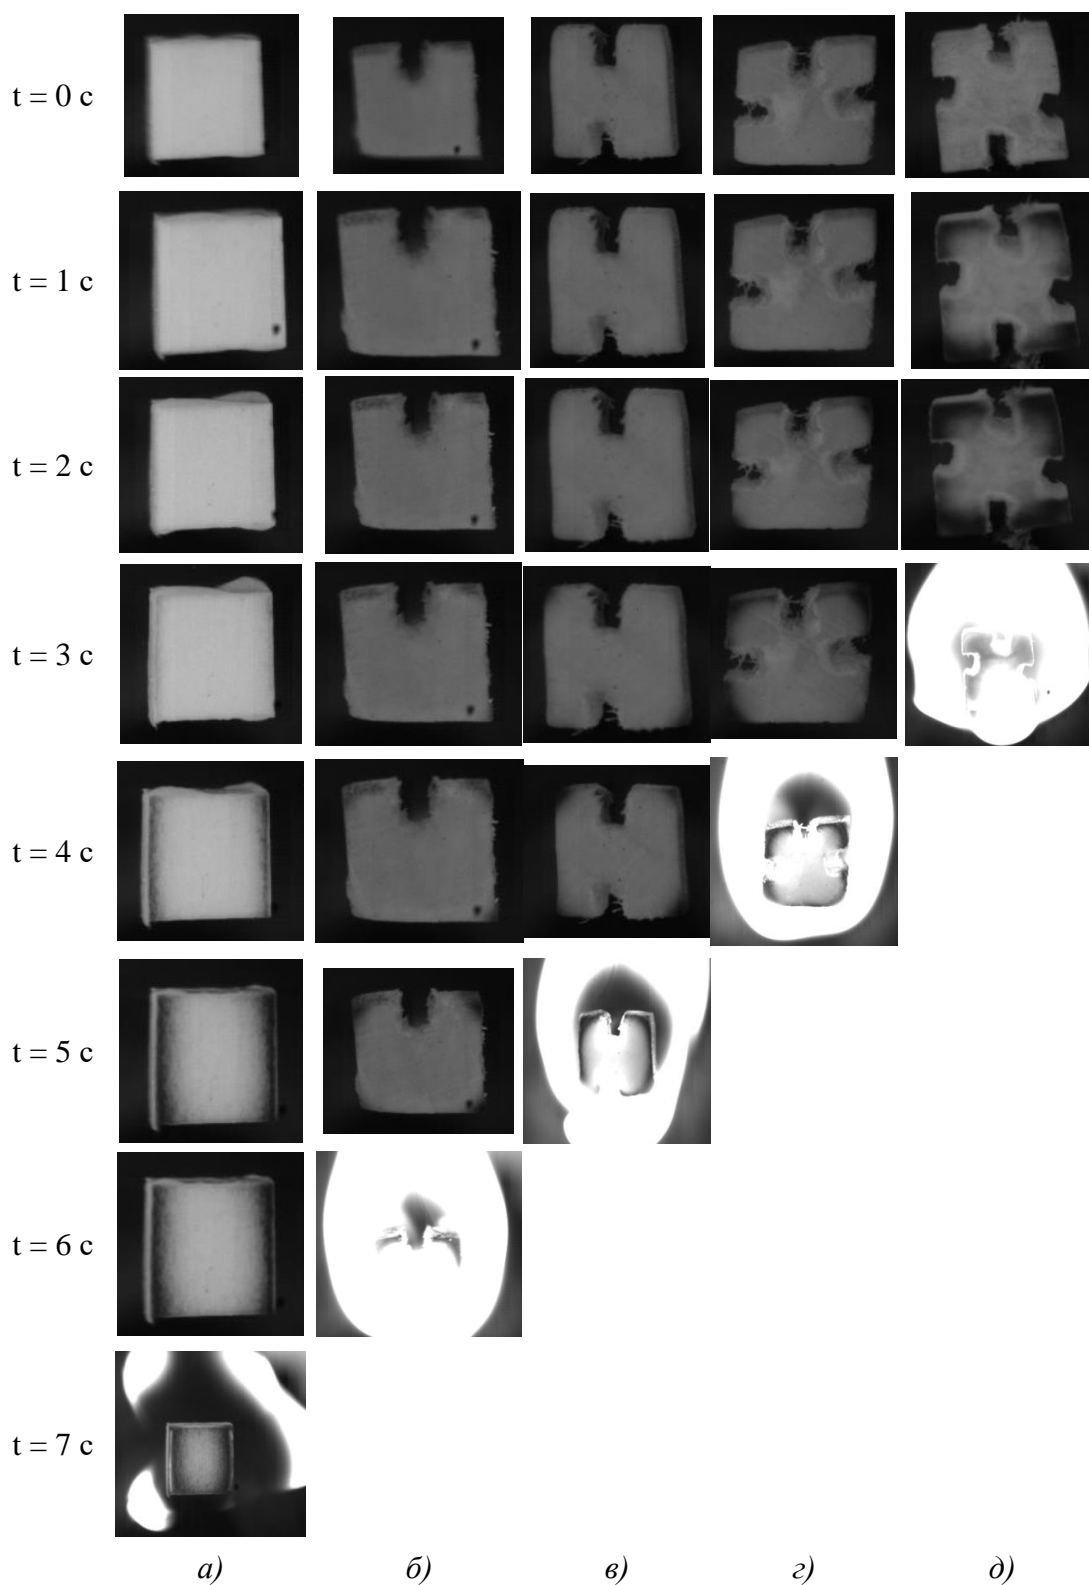 t = 0 с
t = 1 с
t = 2 с
t = 3 с
t = 4 с
t = 5 с
t = 6 с
t = 7 с
а) б) в) г) д)